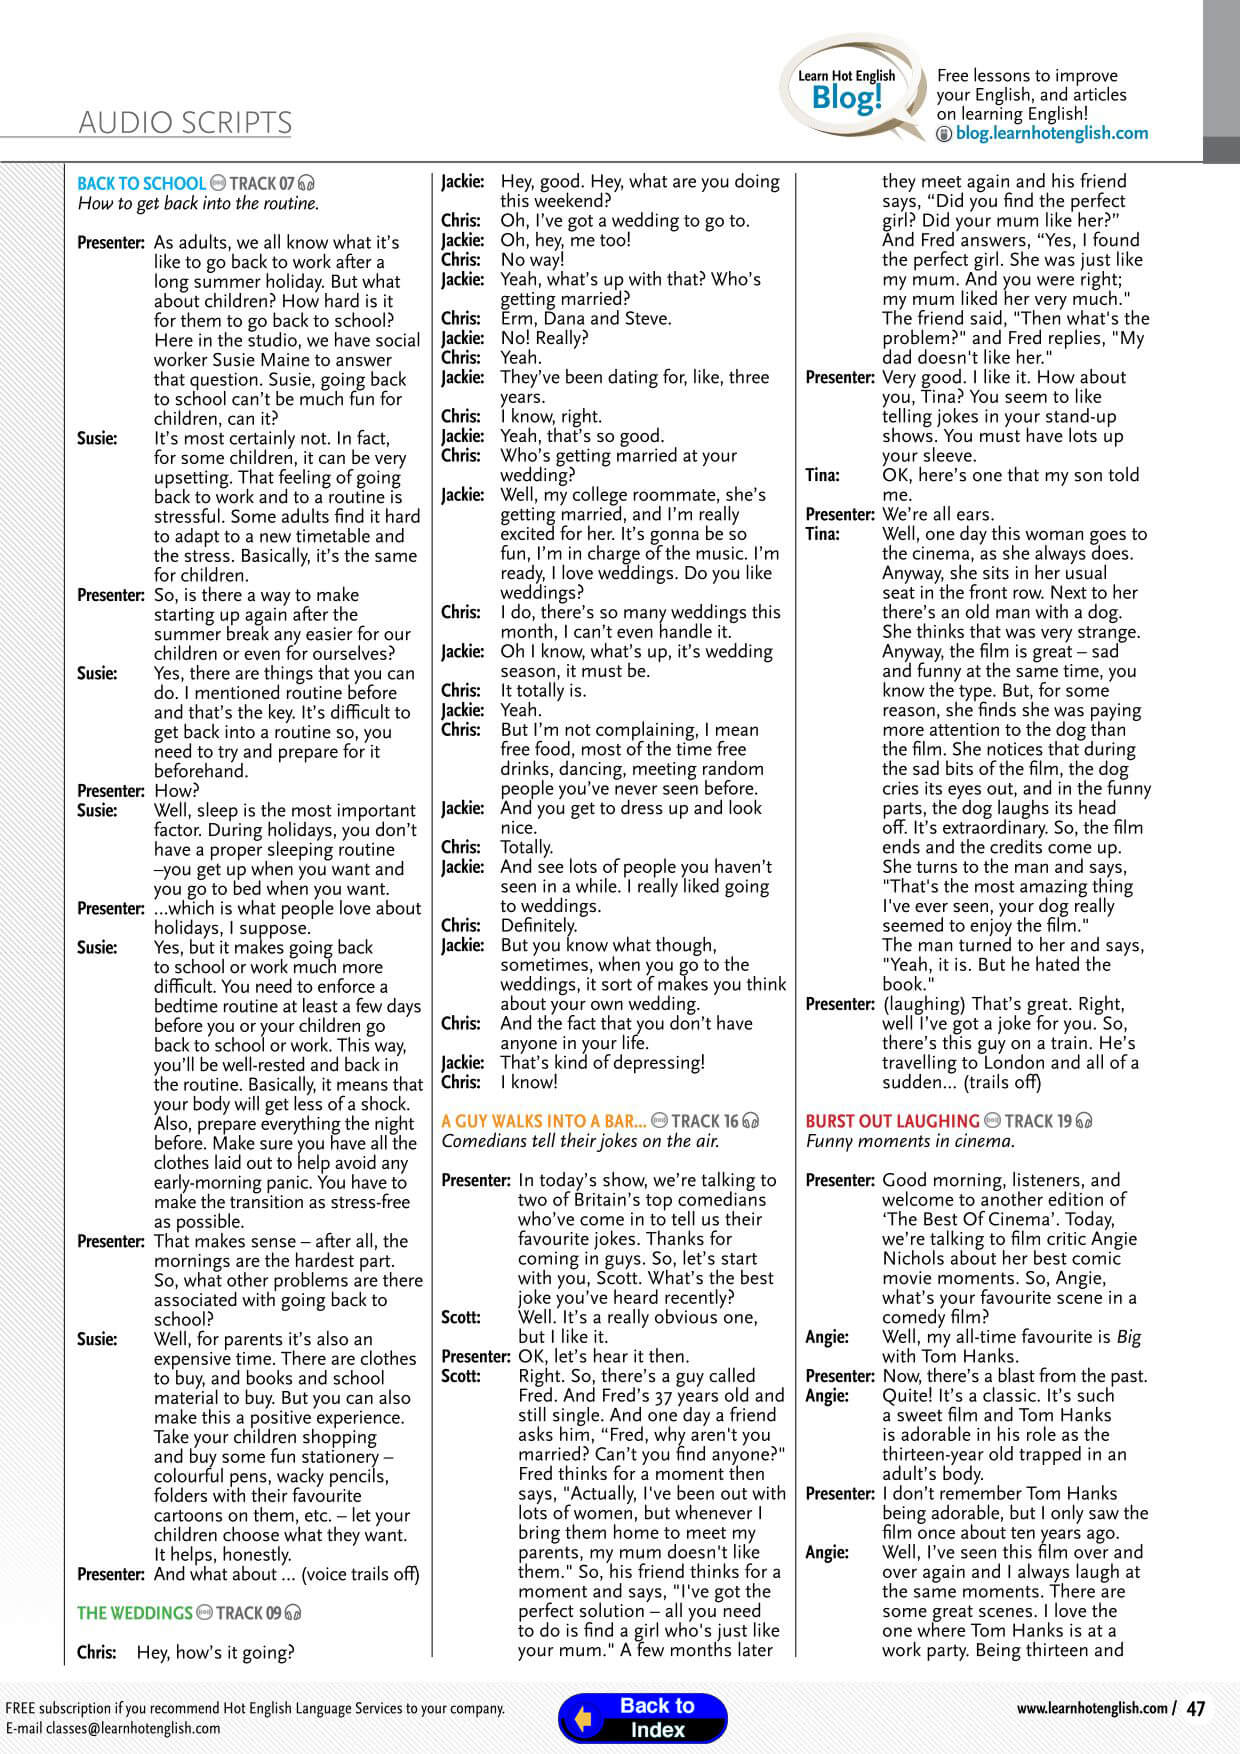 AUDIO SCRIPTS
Learn Hot English
Blog!
Free lessons to improve
your English, and articles
on learning English!
blog.learnhotenglish.com
BACK TO SCHOOL TRACK 07
How to get back into the routine.
Presenter: As adults, we all know what it’s
like to go back to work after a
long summer holiday. But what
about children? How hard is it
for them to go back to school?
Here in the studio, we have social
worker Susie Maine to answer
that question. Susie, going back
to school can’t be much fun for
children, can it?
Susie: It’s most certainly not. In fact,
for some children, it can be very
upsetting. That feeling of going
back to work and to a routine is
stressful. Some adults find it hard
to adapt to a new timetable and
the stress. Basically, it’s the same
for children.
Presenter: So, is there a way to make
starting up again after the
summer break any easier for our
children or even for ourselves?
Susie: Yes, there are things that you can
do. I mentioned routine before
and that’s the key. It’s difficult to
get back into a routine so, you
need to try and prepare for it
beforehand.
Presenter: How?
Susie: Well, sleep is the most important
factor. During holidays, you don’t
have a proper sleeping routine
–you get up when you want and
you go to bed when you want.
Presenter: ...which is what people love about
holidays, I suppose.
Susie: Yes, but it makes going back
to school or work much more
difficult. You need to enforce a
bedtime routine at least a few days
before you or your children go
back to school or work. This way,
you’ll be well-rested and back in
the routine. Basically, it means that
your body will get less of a shock.
Also, prepare everything the night
before. Make sure you have all the
clothes laid out to help avoid any
early-morning panic. You have to
make the transition as stress-free
as possible.
Presenter: That makes sense – after all, the
mornings are the hardest part.
So, what other problems are there
associated with going back to
school?
Susie: Well, for parents it’s also an
expensive time. There are clothes
to buy, and books and school
material to buy. But you can also
make this a positive experience.
Take your children shopping
and buy some fun stationery –
colourful pens, wacky pencils,
folders with their favourite
cartoons on them, etc. – let your
children choose what they want.
It helps, honestly.
Presenter: And what about ... (voice trails off)
THE WEDDINGS TRACK 09
Chris: Hey, how’s it going?
Jackie: Hey, good. Hey, what are you doing
this weekend?
Chris: Oh, I’ve got a wedding to go to.
Jackie: Oh, hey, me too!
Chris: No way!
Jackie: Yeah, what’s up with that? Who’s
getting married?
Chris: Erm, Dana and Steve.
Jackie: No! Really?
Chris: Yeah.
Jackie: They’ve been dating for, like, three
years.
Chris: I know, right.
Jackie: Yeah, that’s so good.
Chris: Who’s getting married at your
wedding?
Jackie: Well, my college roommate, she’s
getting married, and I’m really
excited for her. It’s gonna be so
fun, I’m in charge of the music. I’m
ready, I love weddings. Do you like
weddings?
Chris: I do, there’s so many weddings this
month, I can’t even handle it.
Jackie: Oh I know, what’s up, it’s wedding
season, it must be.
Chris: It totally is.
Jackie: Yeah.
Chris: But I’m not complaining, I mean
free food, most of the time free
drinks, dancing, meeting random
people you’ve never seen before.
Jackie: And you get to dress up and look
nice.
Chris: Totally.
Jackie: And see lots of people you haven’t
seen in a while. I really liked going
to weddings.
Chris: Definitely.
Jackie: But you know what though,
sometimes, when you go to the
weddings, it sort of makes you think
about your own wedding.
Chris: And the fact that you don’t have
anyone in your life.
Jackie: That’s kind of depressing!
Chris: I know!
A GUY WALKS INTO A BAR... TRACK 16
Comedians tell their jokes on the air.
Presenter: In today’s show, we’re talking to
two of Britain’s top comedians
who’ve come in to tell us their
favourite jokes. Thanks for
coming in guys. So, let’s start
with you, Scott. What’s the best
joke you’ve heard recently?
Scott: Well. It’s a really obvious one,
but I like it.
Presenter: OK, let’s hear it then.
Scott: Right. So, there’s a guy called
Fred. And Fred’s 37 years old and
still single. And one day a friend
asks him, “Fred, why aren't you
married? Can’t you find anyone?"
Fred thinks for a moment then
says, "Actually, I've been out with
lots of women, but whenever I
bring them home to meet my
parents, my mum doesn't like
them." So, his friend thinks for a
moment and says, "I've got the
perfect solution – all you need
to do is find a girl who's just like
your mum." A few months later
they meet again and his friend
says, “Did you find the perfect
girl? Did your mum like her?”
And Fred answers, “Yes, I found
the perfect girl. She was just like
my mum. And you were right;
my mum liked her very much."
The friend said, "Then what's the
problem?" and Fred replies, "My
dad doesn't like her."
Presenter: Very good. I like it. How about
you, Tina? You seem to like
telling jokes in your stand-up
shows. You must have lots up
your sleeve.
Tina: OK, here’s one that my son told
me.
Presenter: We’re all ears.
Tina: Well, one day this woman goes to
the cinema, as she always does.
Anyway, she sits in her usual
seat in the front row. Next to her
there’s an old man with a dog.
She thinks that was very strange.
Anyway, the film is great – sad
and funny at the same time, you
know the type. But, for some
reason, she finds she was paying
more attention to the dog than
the film. She notices that during
the sad bits of the film, the dog
cries its eyes out, and in the funny
parts, the dog laughs its head
off. It’s extraordinary. So, the film
ends and the credits come up.
She turns to the man and says,
"That's the most amazing thing
I've ever seen, your dog really
seemed to enjoy the film."
The man turned to her and says,
"Yeah, it is. But he hated the
book."
Presenter: (laughing) That’s great. Right,
well I’ve got a joke for you. So,
there’s this guy on a train. He’s
travelling to London and all of a
sudden... (trails off)
BURST OUT LAUGHING TRACK 19
Funny moments in cinema.
Presenter: Good morning, listeners, and
welcome to another edition of
‘The Best Of Cinema’. Today,
we’re talking to film critic Angie
Nichols about her best comic
movie moments. So, Angie,
what’s your favourite scene in a
comedy film?
Angie: Well, my all-time favourite is Big
with Tom Hanks.
Presenter: Now, there’s a blast from the past.
Angie: Quite! It’s a classic. It’s such
a sweet film and Tom Hanks
is adorable in his role as the
thirteen-year old trapped in an
adult’s body.
Presenter: I don’t remember Tom Hanks
being adorable, but I only saw the
film once about ten years ago.
Angie: Well, I’ve seen this film over and
over again and I always laugh at
the same moments. There are
some great scenes. I love the
one where Tom Hanks is at a
work party. Being thirteen and
FREE subscription if you recommend Hot English Language Services to your company.
E-mail classes@learnhotenglish.com
Back to
Index
www.learnhotenglish.com / 47